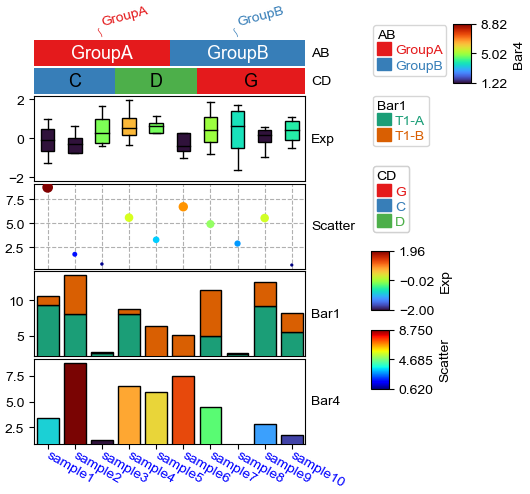 GroupA
GroupB
GroupA GroupB AB
C D G CD
2
0
−2
Exp
7.5
5.0
2.5
Scatter
10
5
Bar1
7.5
5.0
2.5
Bar4
sample1 sample2 sample3 sample4 sample5 sample6 sample7 sample8 sample9 sample10
AB
GroupA
GroupB
8.82
5.02
1.22
Bar4
Bar1
T1-A
T1-B
CD
G
C
D
1.96
−0.02
−2.00
Exp
8.750
4.685
0.620
Scatter